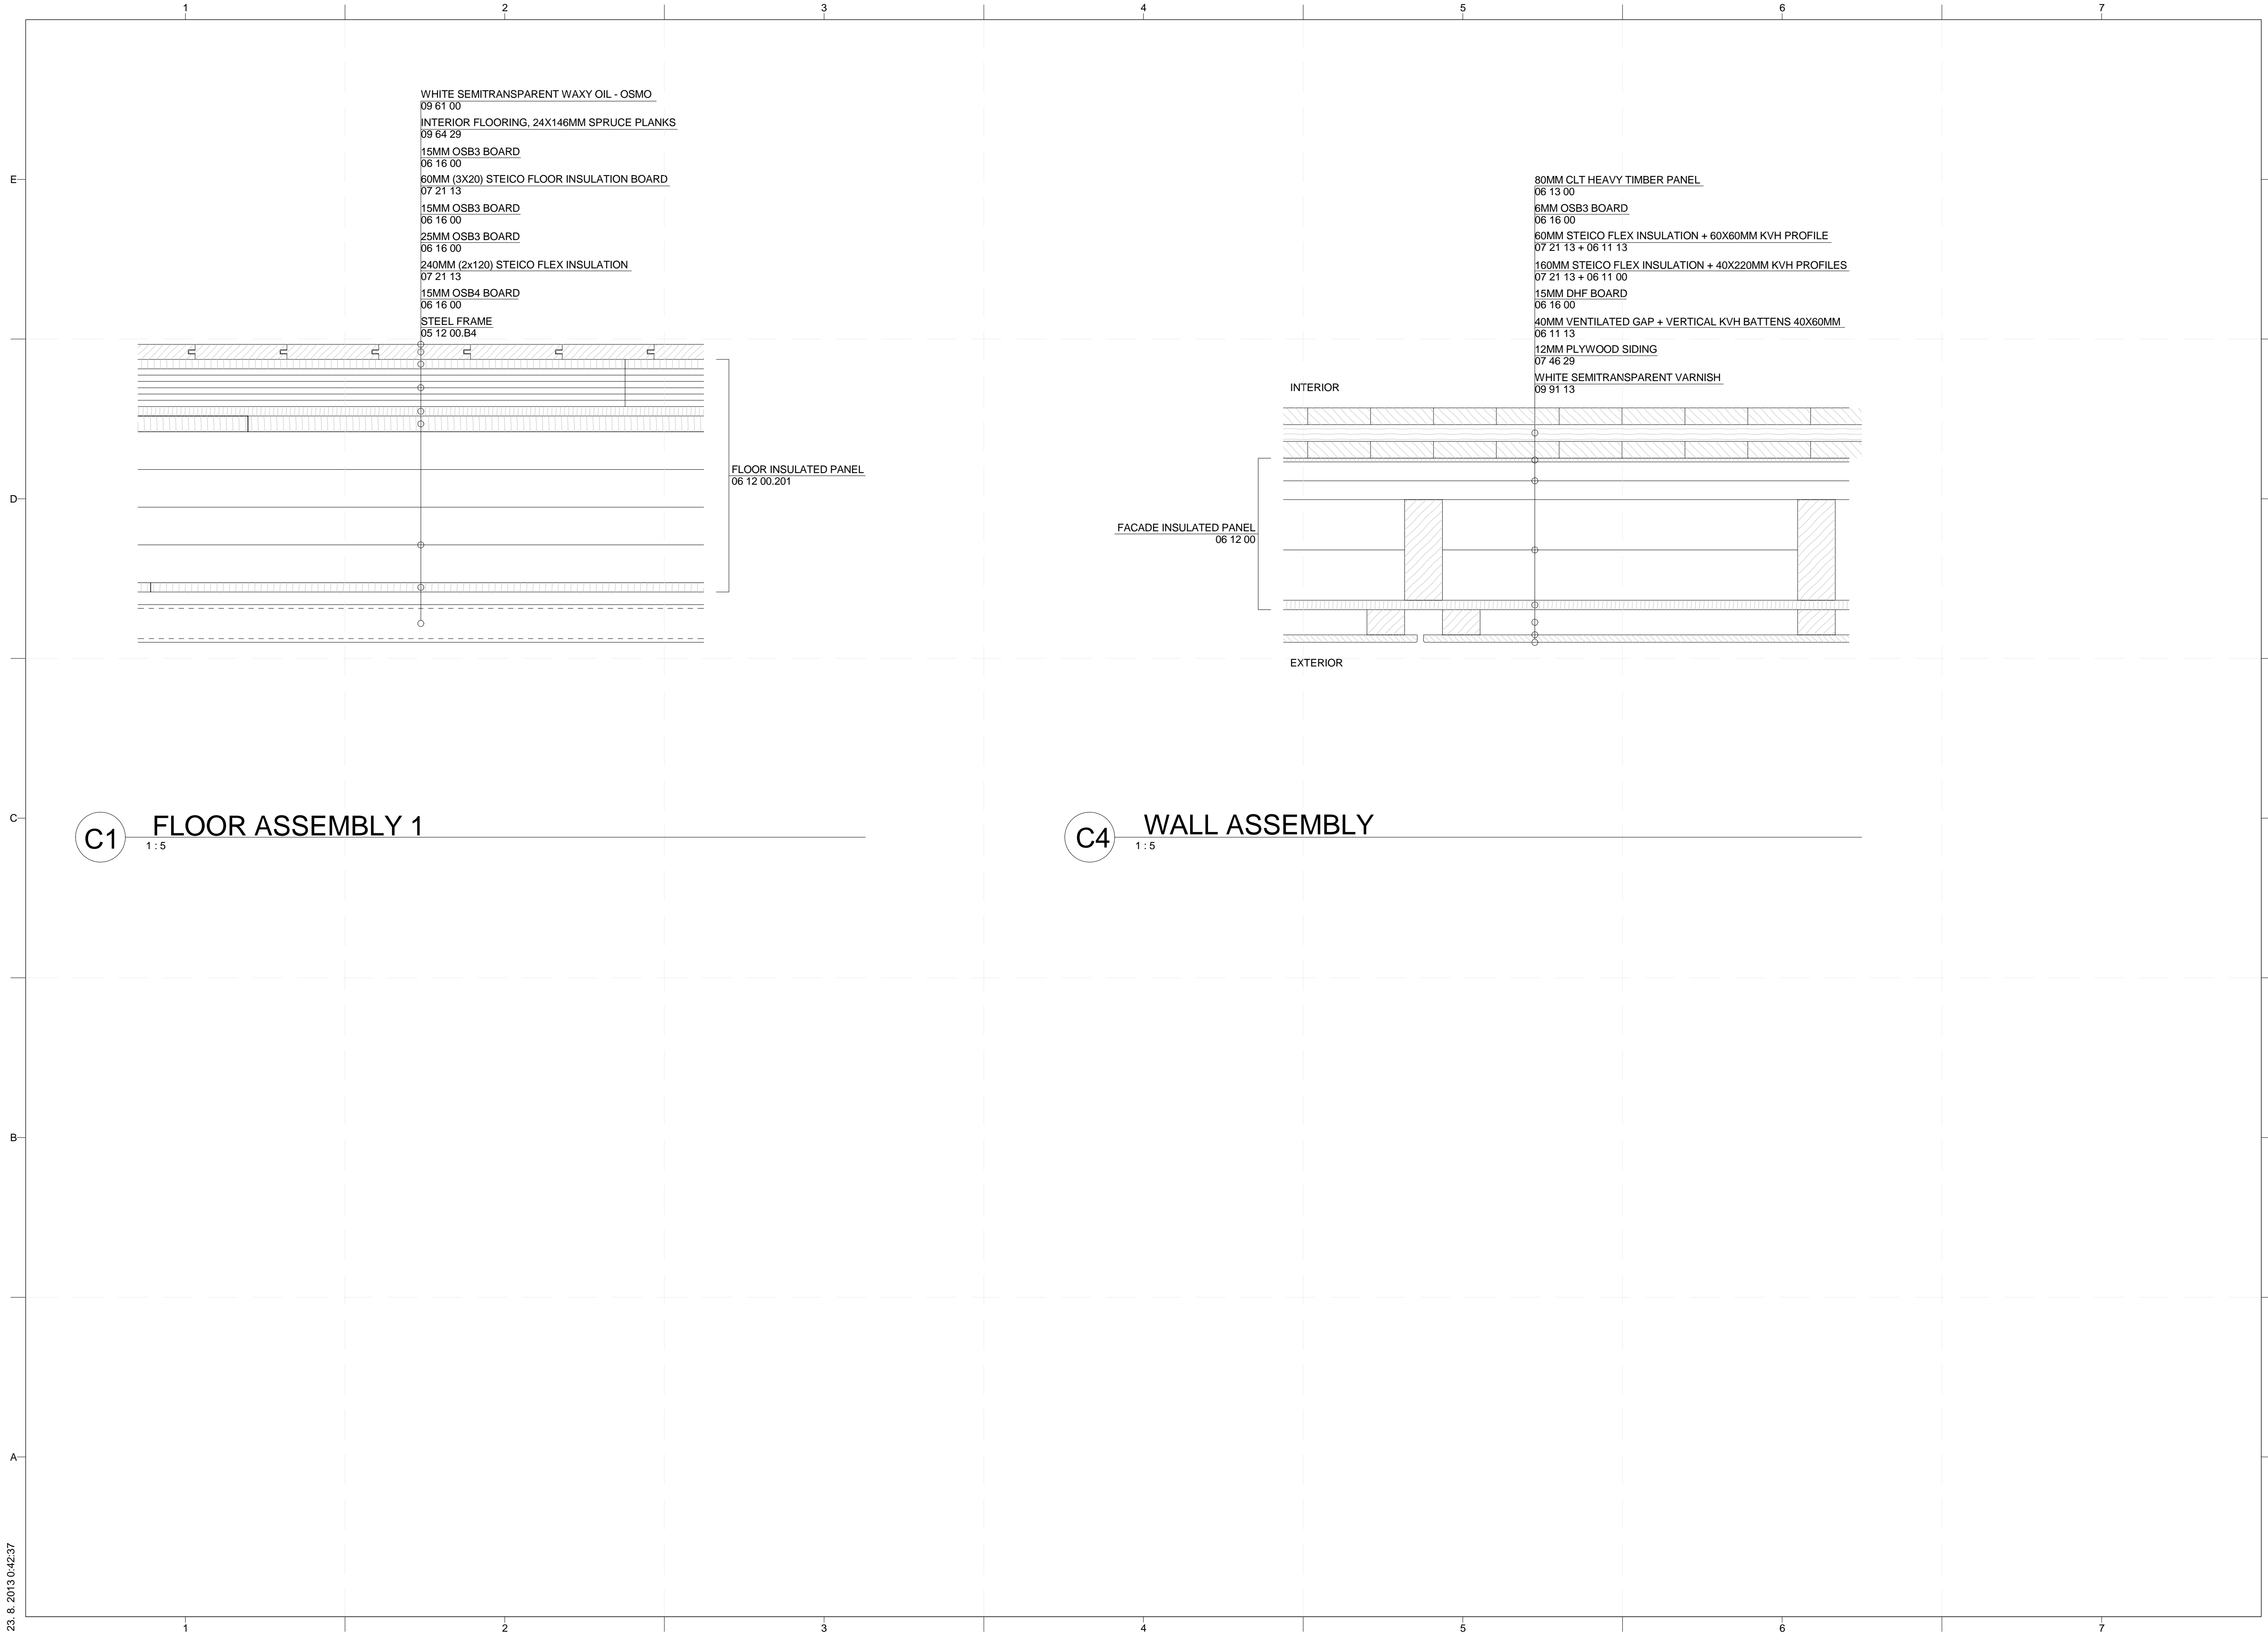 1
2
3
4
5
6
7
WHITE SEMITRANSPARENT WAXY OIL - OSMO
09 61 00
INTERIOR FLOORING, 24X146MM SPRUCE PLANKS
09 64 29
15MM OSB3 BOARD
06 16 00
60MM (3X20) STEICO FLOOR INSULATION BOARD
07 21 13
15MM OSB3 BOARD
06 16 00
25MM OSB3 BOARD
06 16 00
240MM (2x120) STEICO FLEX INSULATION
07 21 13
15MM OSB4 BOARD
06 16 00
STEEL FRAME
05 12 00.B4
FLOOR INSULATED PANEL
06 12 00.201
C1
FLOOR ASSEMBLY 1
1 : 5
80MM CLT HEAVY TIMBER PANEL
06 13 00
6MM OSB3 BOARD
06 16 00
60MM STEICO FLEX INSULATION + 60X60MM KVH PROFILE
07 21 13 + 06 11 13
160MM STEICO FLEX INSULATION + 40X220MM KVH PROFILES
07 21 13 + 06 11 00
15MM DHF BOARD
06 16 00
40MM VENTILATED GAP + VERTICAL KVH BATTENS 40X60MM
06 11 13
12MM PLYWOOD SIDING
07 46 29
WHITE SEMITRANSPARENT VARNISH
09 91 13
INTERIOR
FACADE INSULATED PANEL
06 12 00
EXTERIOR
C4
WALL ASSEMBLY
1 : 5
E
D
C
B
A
23. 8. 2013 0:42:37
1
2
3
4
5
6
7